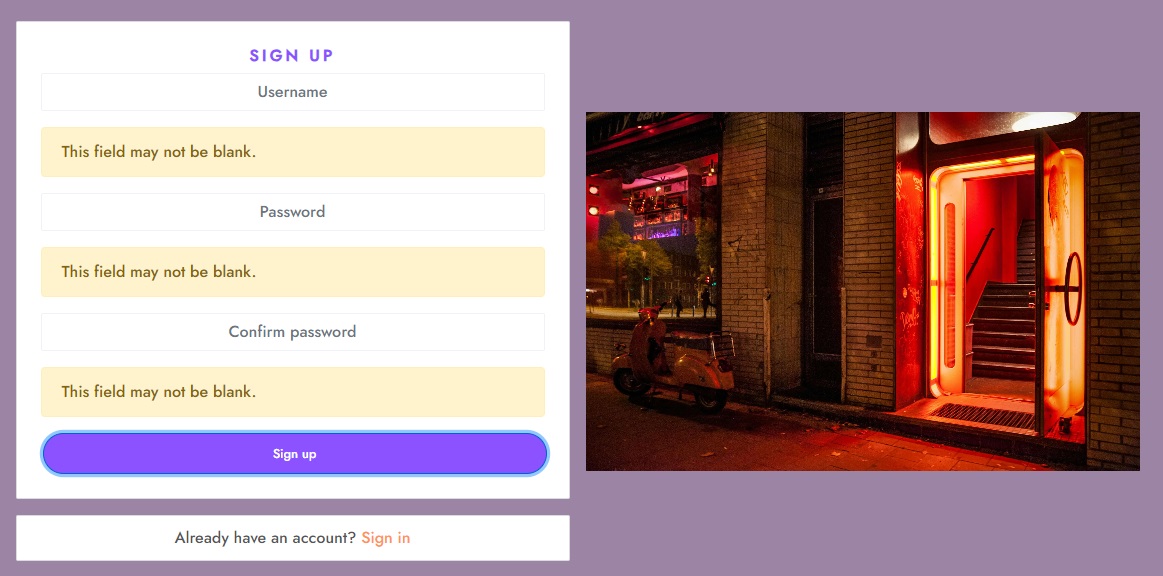 SIGN UP
Username
This field may not be blank.
Password
This field may not be blank.
Confirm password
This field may not be blank.
Sign up
Already have an account? Sign in